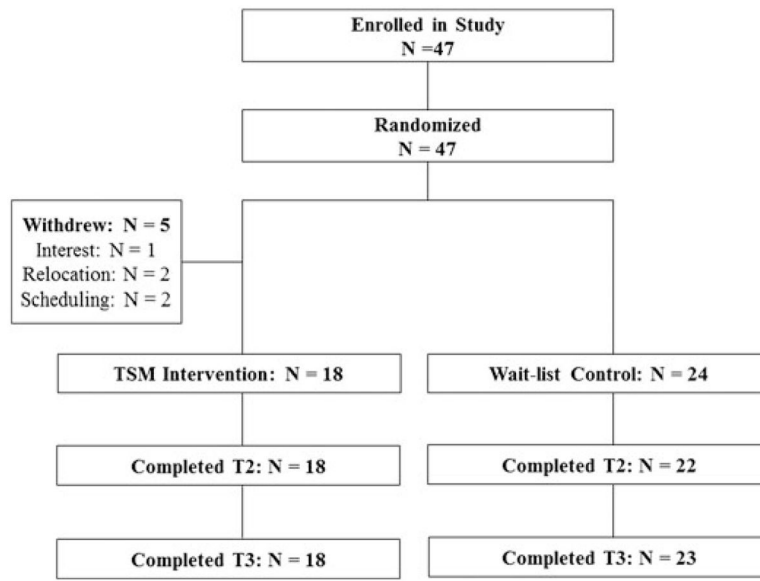 Enrolled in Study
N =47
Randomized
N = 47
Withdrew: N = 5
Interest: N = 1
Relocation: N = 2
Scheduling: N = 2
TSM Intervention: N = 18
Wait-list Control: N = 24
Completed T2: N = 18
Completed T2: N = 22
Completed T3: N = 18
Completed T3: N = 23